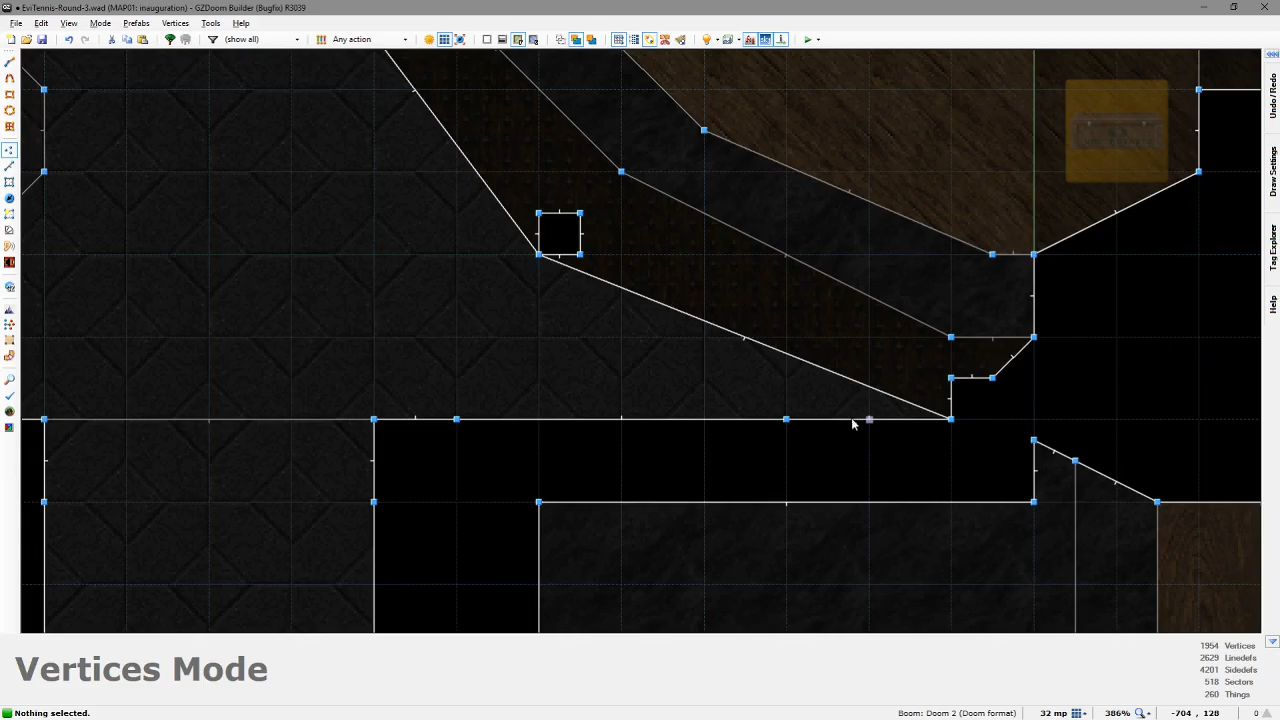 EviTennis-Round-3.wad (MAP01: inauguration) - GZDoom Builder (Bugfix) R3039
File Edit View Mode Prefabs Vertices Tools Help
(show all) Any action
Undo / Redo
Draw Settings
Tag Explorer
Help
Vertices Mode
1954 Vertices
2629 Linedefs
4201 Sidedefs
518 Sectors
260 Things
Nothing selected. Boom: Doom 2 (Doom format) 32 mp 386% -704 , 128 0